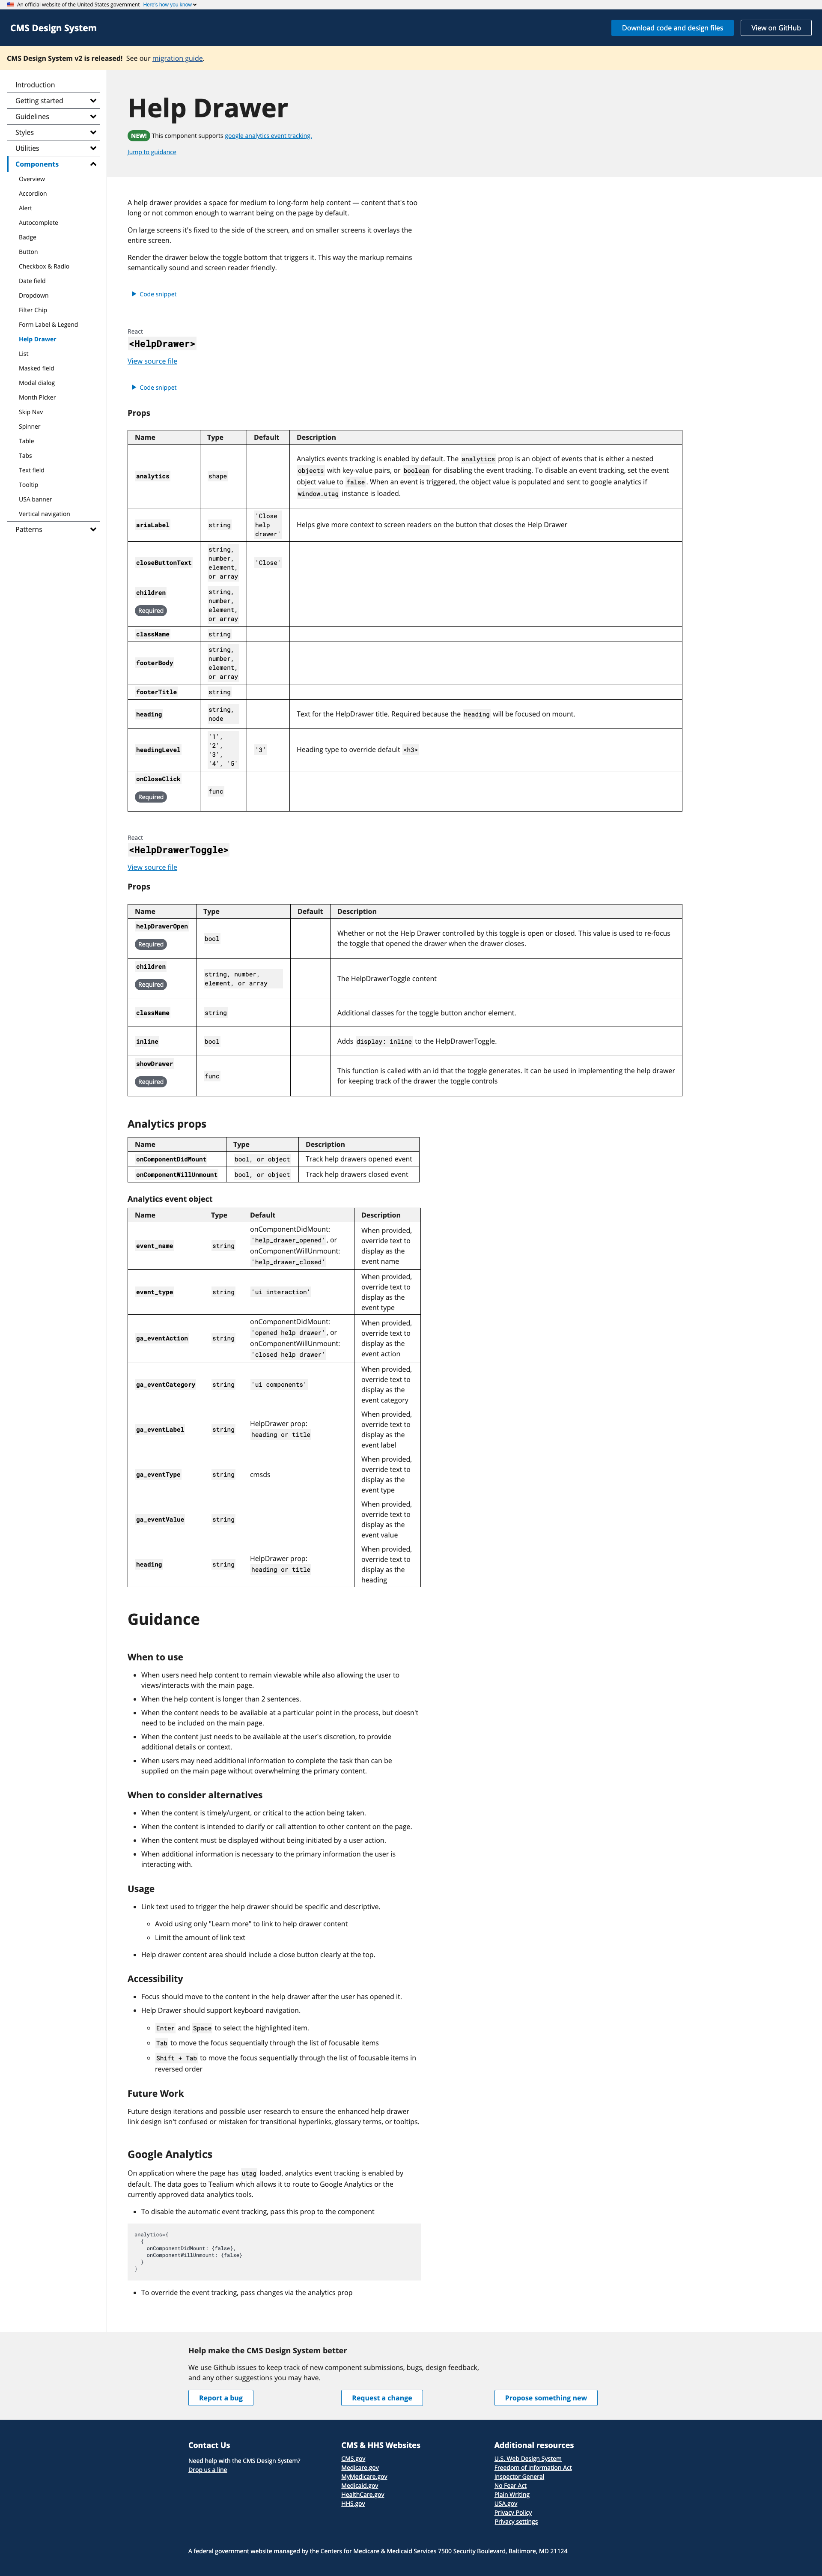 An official website of the United States government Here's how you know
CMS Design System
Download code and design files
View on GitHub
CMS Design System v2 is released! See our migration guide.
Introduction
Getting started
Guidelines
Styles
Utilities
Components
Overview
Accordion
Alert
Autocomplete
Badge
Button
Checkbox & Radio
Date field
Dropdown
Filter Chip
Form Label & Legend
Help Drawer
List
Masked field
Modal dialog
Month Picker
Skip Nav
Spinner
Table
Tabs
Text field
Tooltip
USA banner
Vertical navigation
Patterns
Help Drawer
NEW! This component supports google analytics event tracking.
Jump to guidance
A help drawer provides a space for medium to long-form help content — content that's too
long or not common enough to warrant being on the page by default.
On large screens it's fixed to the side of the screen, and on smaller screens it overlays the
entire screen.
Render the drawer below the toggle bottom that triggers it. This way the markup remains
semantically sound and screen reader friendly.
Code snippet
React
<HelpDrawer>
View source file
Code snippet
Props
Name Type Default Description
analytics shape
Analytics events tracking is enabled by default. The analytics prop is an object of events that is either a nested
objects with key-value pairs, or boolean for disabling the event tracking. To disable an event tracking, set the event
object value to false. When an event is triggered, the object value is populated and sent to google analytics if
window.utag instance is loaded.
ariaLabel string
'Close
help
drawer'
Helps give more context to screen readers on the button that closes the Help Drawer
closeButtonText
string,
number,
element,
or array
'Close'
children
Required
string,
number,
element,
or array
className string
footerBody
string,
number,
element,
or array
footerTitle string
heading
string,
node
Text for the HelpDrawer title. Required because the heading will be focused on mount.
headingLevel
'1',
'2',
'3',
'4', '5'
'3'
Heading type to override default <h3>
onCloseClick
Required
func
React
<HelpDrawerToggle>
View source file
Props
Name Type Default Description
helpDrawerOpen
Required
bool
Whether or not the Help Drawer controlled by this toggle is open or closed. This value is used to re-focus
the toggle that opened the drawer when the drawer closes.
children
Required
string, number,
element, or array
The HelpDrawerToggle content
className string Additional classes for the toggle button anchor element.
inline bool Adds display: inline to the HelpDrawerToggle.
showDrawer
Required
func
This function is called with an id that the toggle generates. It can be used in implementing the help drawer
for keeping track of the drawer the toggle controls
Analytics props
Name Type Description
onComponentDidMount bool, or object Track help drawers opened event
onComponentWillUnmount bool, or object Track help drawers closed event
Analytics event object
Name Type Default Description
event_name string
onComponentDidMount:
'help_drawer_opened', or
onComponentWillUnmount:
'help_drawer_closed'
When provided,
override text to
display as the
event name
event_type string 'ui interaction'
When provided,
override text to
display as the
event type
ga_eventAction string
onComponentDidMount:
'opened help drawer', or
onComponentWillUnmount:
'closed help drawer'
When provided,
override text to
display as the
event action
ga_eventCategory string 'ui components'
When provided,
override text to
display as the
event category
ga_eventLabel string
HelpDrawer prop:
heading or title
When provided,
override text to
display as the
event label
ga_eventType string cmsds
When provided,
override text to
display as the
event type
ga_eventValue string
When provided,
override text to
display as the
event value
heading string
HelpDrawer prop:
heading or title
When provided,
override text to
display as the
heading
Guidance
When to use
• When users need help content to remain viewable while also allowing the user to
views/interacts with the main page.
• When the help content is longer than 2 sentences.
• When the content needs to be available at a particular point in the process, but doesn't
need to be included on the main page.
• When the content just needs to be available at the user's discretion, to provide
additional details or context.
• When users may need additional information to complete the task than can be
supplied on the main page without overwhelming the primary content.
When to consider alternatives
• When the content is timely/urgent, or critical to the action being taken.
• When the content is intended to clarify or call attention to other content on the page.
• When the content must be displayed without being initiated by a user action.
• When additional information is necessary to the primary information the user is
interacting with.
Usage
• Link text used to trigger the help drawer should be specific and descriptive.
◦ Avoid using only "Learn more" to link to help drawer content
◦ Limit the amount of link text
• Help drawer content area should include a close button clearly at the top.
Accessibility
• Focus should move to the content in the help drawer after the user has opened it.
• Help Drawer should support keyboard navigation.
◦ Enter and Space to select the highlighted item.
◦ Tab to move the focus sequentially through the list of focusable items
◦ Shift + Tab to move the focus sequentially through the list of focusable items in
reversed order
Future Work
Future design iterations and possible user research to ensure the enhanced help drawer
link design isn't confused or mistaken for transitional hyperlinks, glossary terms, or tooltips.
Google Analytics
On application where the page has utag loaded, analytics event tracking is enabled by
default. The data goes to Tealium which allows it to route to Google Analytics or the
currently approved data analytics tools.
• To disable the automatic event tracking, pass this prop to the component
analytics={
{
onComponentDidMount: {false},
onComponentWillUnmount: {false}
}
}
• To override the event tracking, pass changes via the analytics prop
Help make the CMS Design System better
We use Github issues to keep track of new component submissions, bugs, design feedback,
and any other suggestions you may have.
Report a bug
Request a change
Propose something new
Contact Us
Need help with the CMS Design System?
Drop us a line
CMS & HHS Websites
CMS.gov
Medicare.gov
MyMedicare.gov
Medicaid.gov
HealthCare.gov
HHS.gov
Additional resources
U.S. Web Design System
Freedom of Information Act
Inspector General
No Fear Act
Plain Writing
USA.gov
Privacy Policy
Privacy settings
A federal government website managed by the Centers for Medicare & Medicaid Services 7500 Security Boulevard, Baltimore, MD 21124